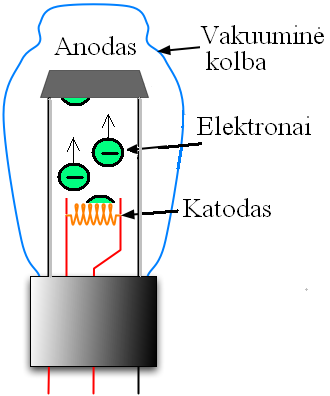 Anodas
Vakuuminė
kolba
Elektronai
Katodas